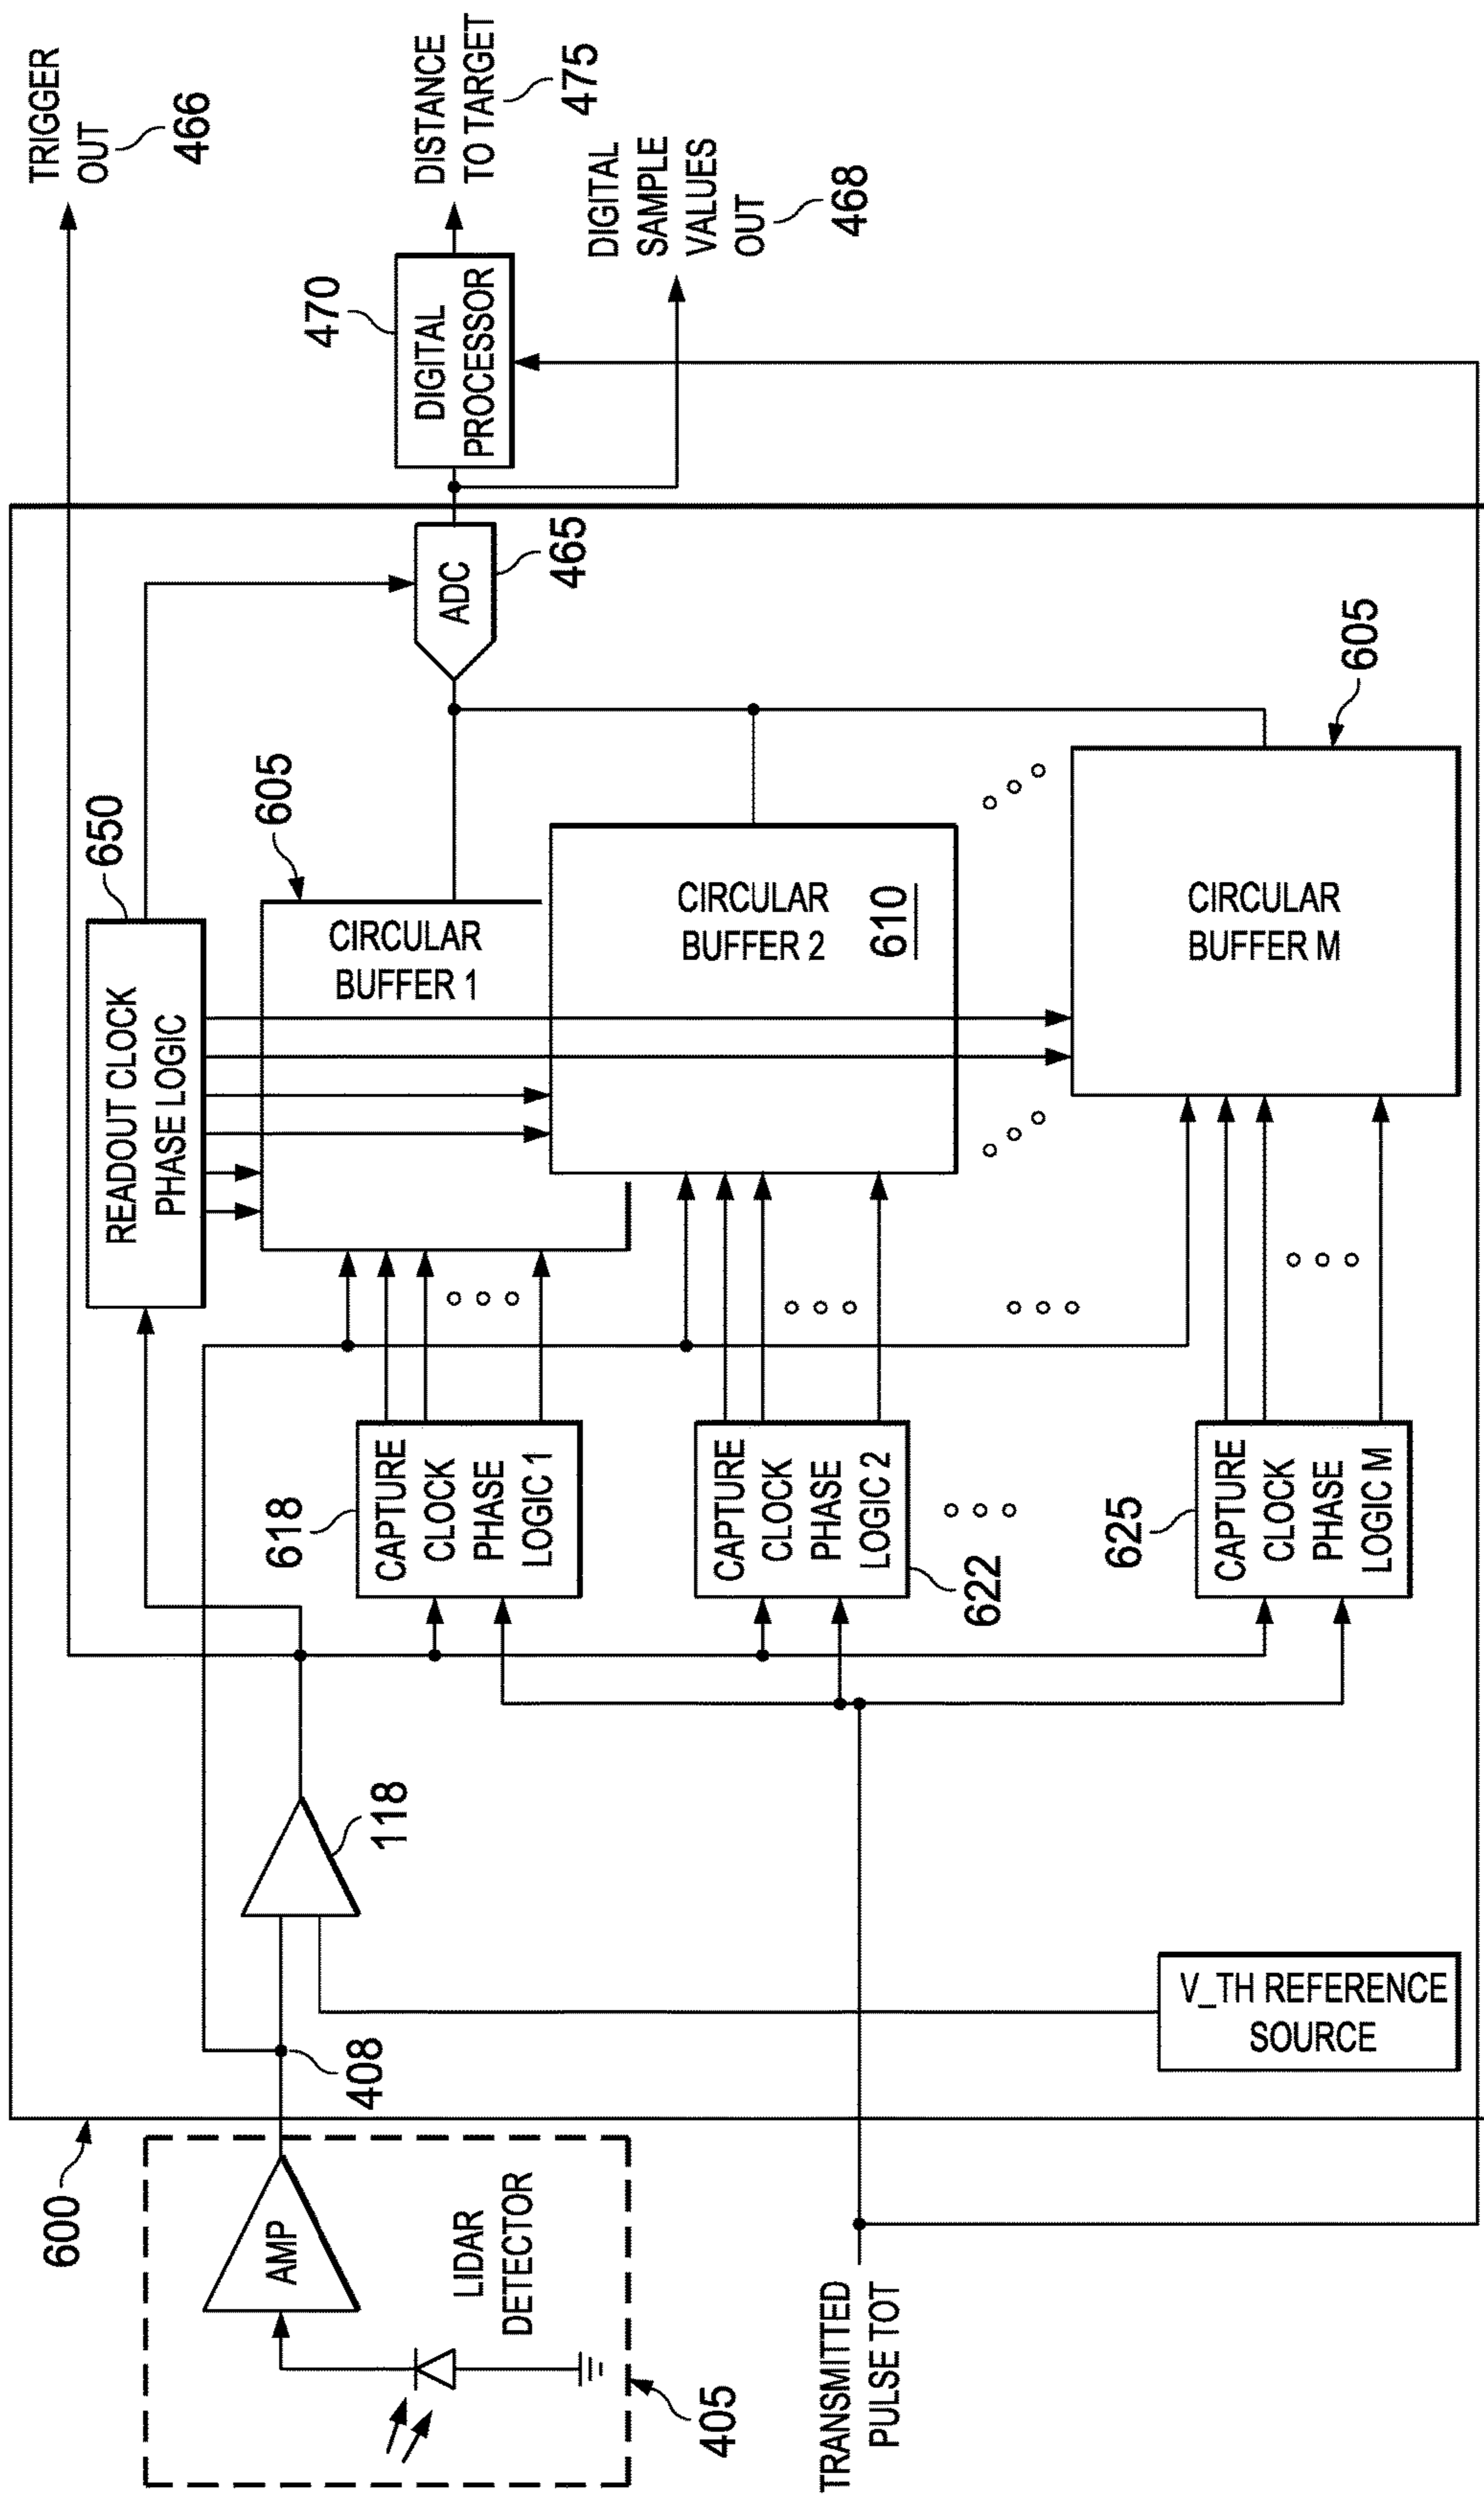 600
AMP
LIDAR
DETECTOR
405
TRANSMITTED
PULSE TOT
408
118
V_TH REFERENCE
SOURCE
618
CAPTURE
CLOCK
PHASE
LOGIC 1
CAPTURE
CLOCK
PHASE
LOGIC 2
622
625
CAPTURE
CLOCK
PHASE
LOGIC M
READOUT CLOCK
PHASE LOGIC
650
605
CIRCULAR
BUFFER 1
CIRCULAR
BUFFER 2
610
CIRCULAR
BUFFER M
605
ADC
465
470
DIGITAL
PROCESSOR
TRIGGER
OUT
466
DISTANCE
TO TARGET
475
DIGITAL
SAMPLE
VALUES
OUT
468